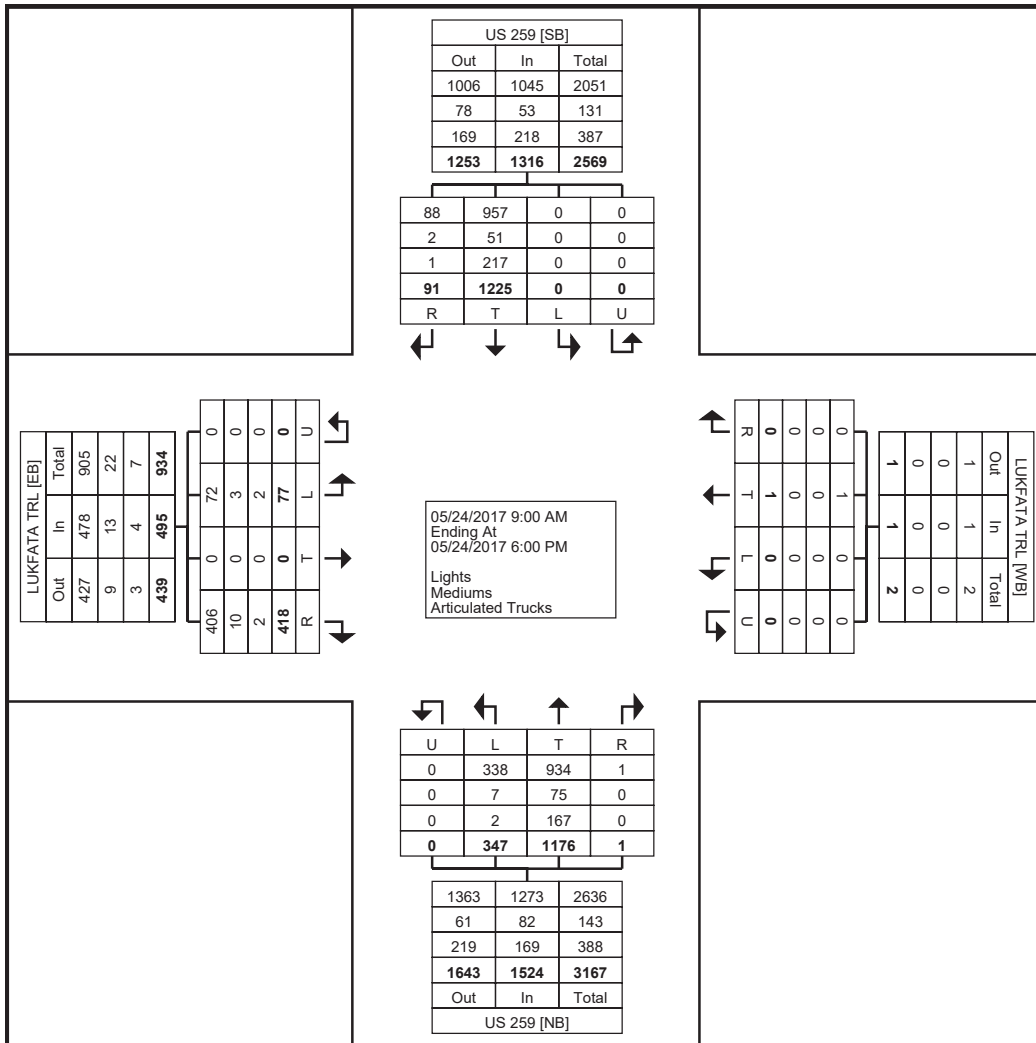 US 259 [SB]
Out In Total
1006 1045 2051
78 53 131
169 218 387
1253 1316 2569
88 957 0 0
2 51 0 0
1 217 0 0
91 1225 0 0
R T L U
LUKFATA TRL [EB]
Total 905 22 7 934
In 478 13 4 495
Out 427 9 3 439
0 0 0 0 U
72 3 2 77 L
0 0 0 0 T
406 10 2 418 R
05/24/2017 9:00 AM
Ending At
05/24/2017 6:00 PM
Lights
Mediums
Articulated Trucks
R 0 0 0 0
T 1 0 0 1
L 0 0 0 0
U 0 0 0 0
LUKFATA TRL [WB]
Out In Total
1 1 2
0 0 0
0 0 0
1 1 2
U L T R
0 338 934 1
0 7 75 0
0 2 167 0
0 347 1176 1
1363 1273 2636
61 82 143
219 169 388
1643 1524 3167
Out In Total
US 259 [NB]